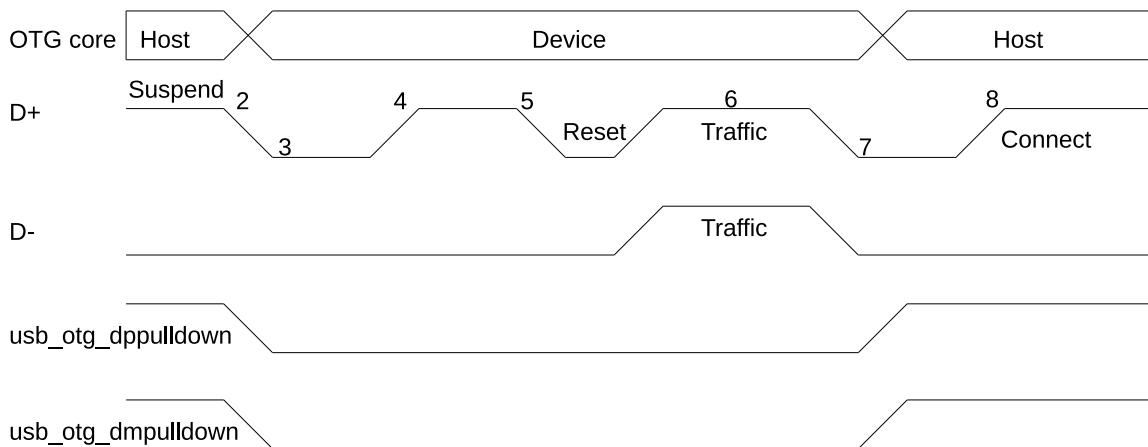 OTG core Host Device Host
Suspend 2 4 5 6 8
D+
3 Reset Traffic 7 Connect
D- Traffic
usb_otg_dppulldown
usb_otg_dmpulldown